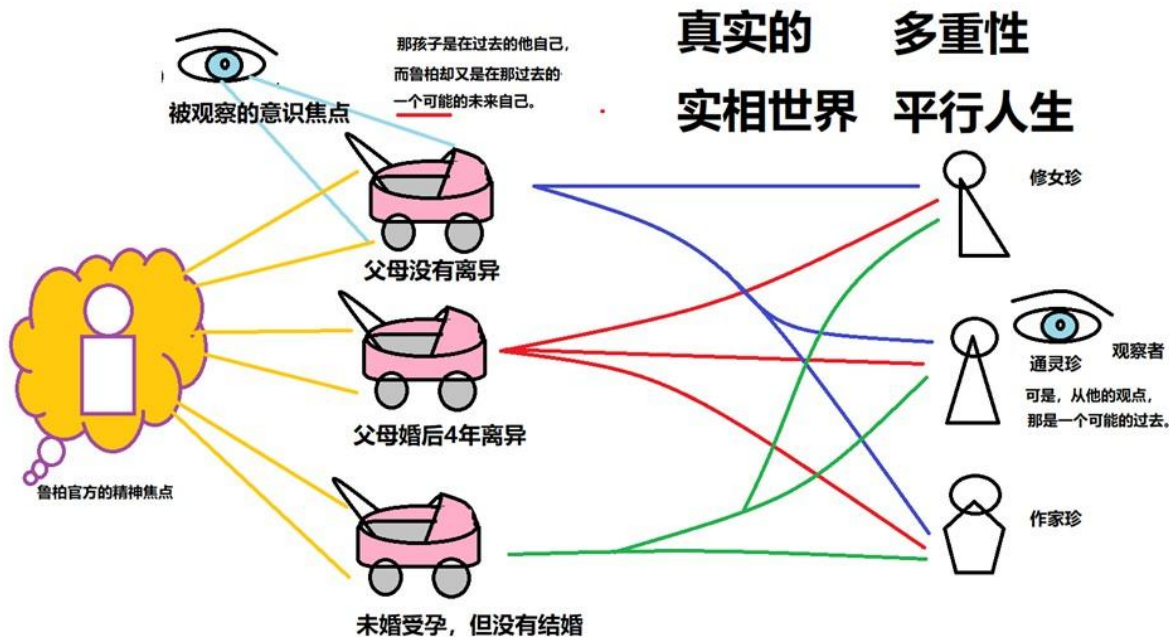 那孩子是在过去的他自己，
而鲁柏却又是在那过去的
一个可能的未来自己。
真实的 多重性
实相世界 平行人生
被观察的意识焦点
修女珍
父母没有离异
通灵珍 观察者
可是，从他的观点，
那是一个可能的过去。
父母婚后4年离异
鲁柏官方的精神焦点
作家珍
未婚受孕，但没有结婚